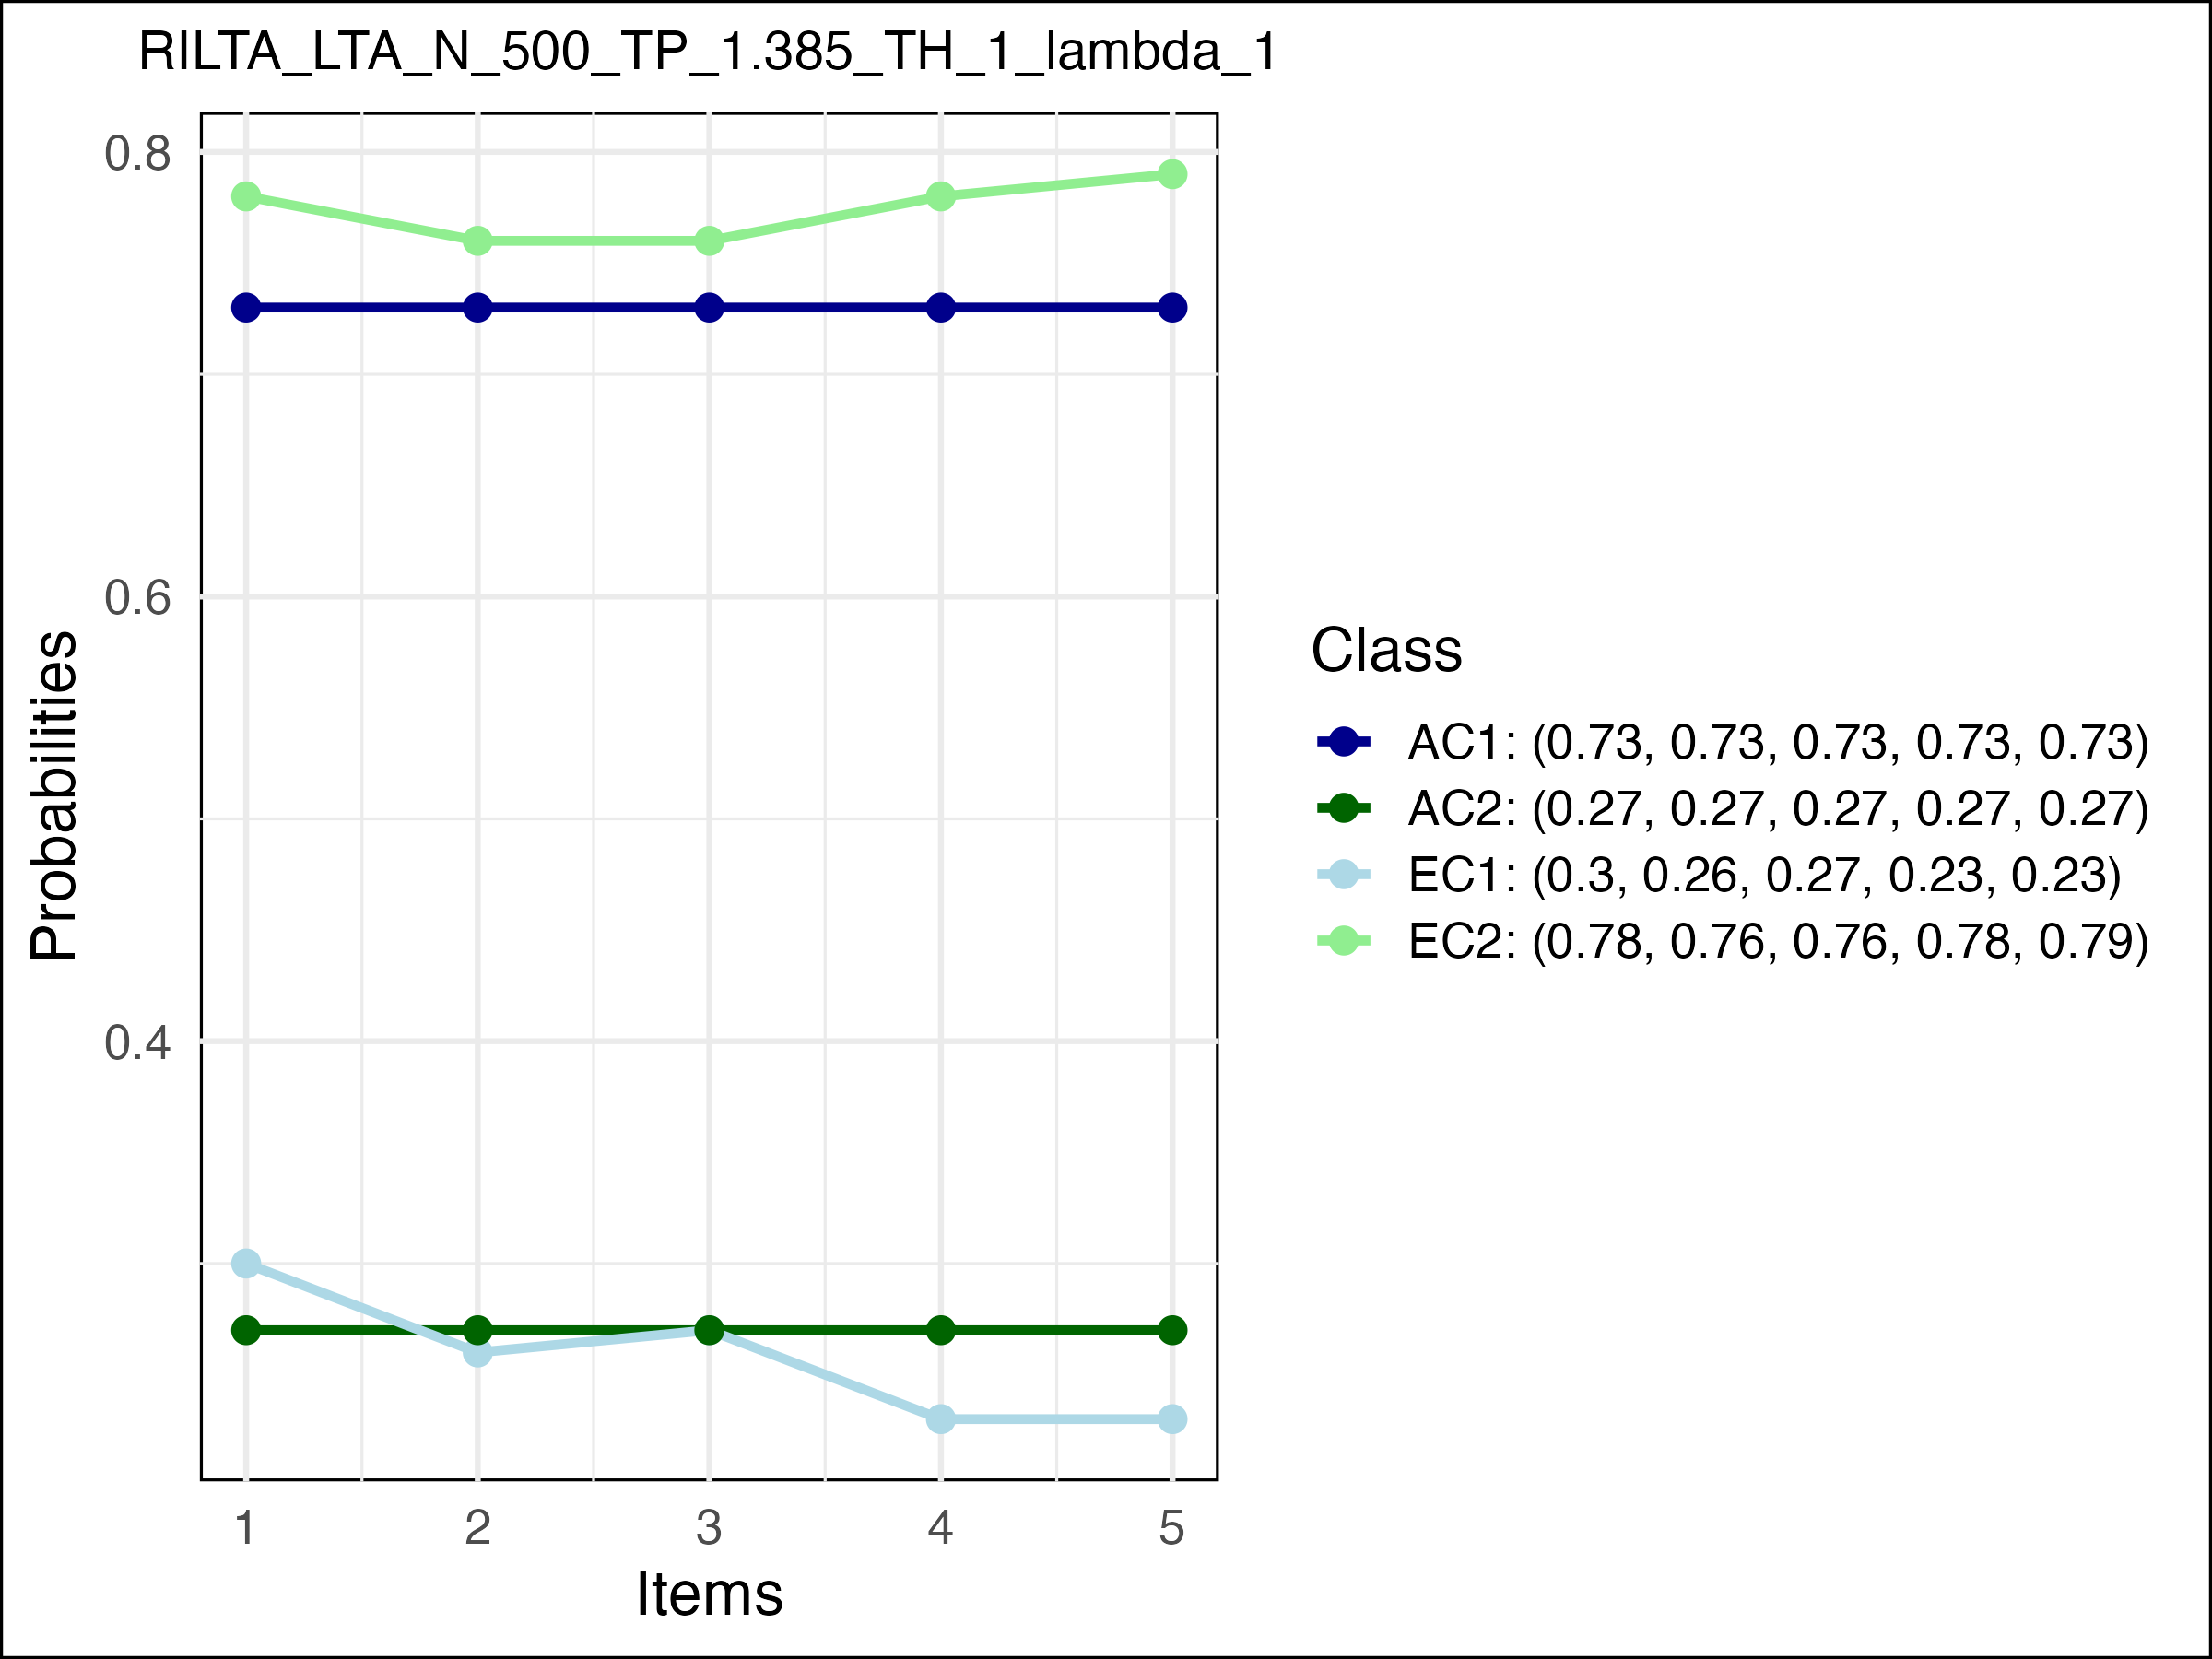 RILTA_LTA_N_500_TP_1.385_TH_1_lambda_1
0.8
0.6
0.4
Probabilities
1 2 3 4 5
Items
Class
AC1: (0.73, 0.73, 0.73, 0.73, 0.73)
AC2: (0.27, 0.27, 0.27, 0.27, 0.27)
EC1: (0.3, 0.26, 0.27, 0.23, 0.23)
EC2: (0.78, 0.76, 0.76, 0.78, 0.79)